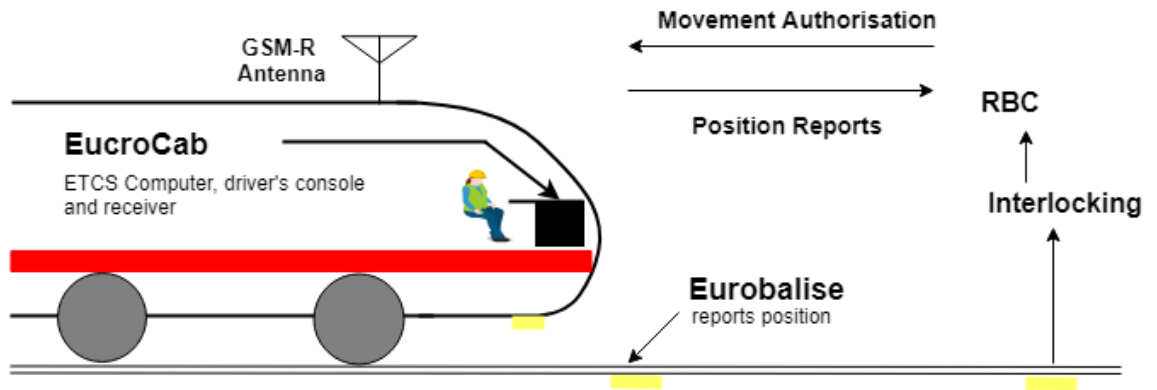 Movement Authorisation
GSM-R
Antenna
RBC
Position Reports
EucroCab
ETCS Computer, driver's console
and receiver
Interlocking
Eurobalise
reports position